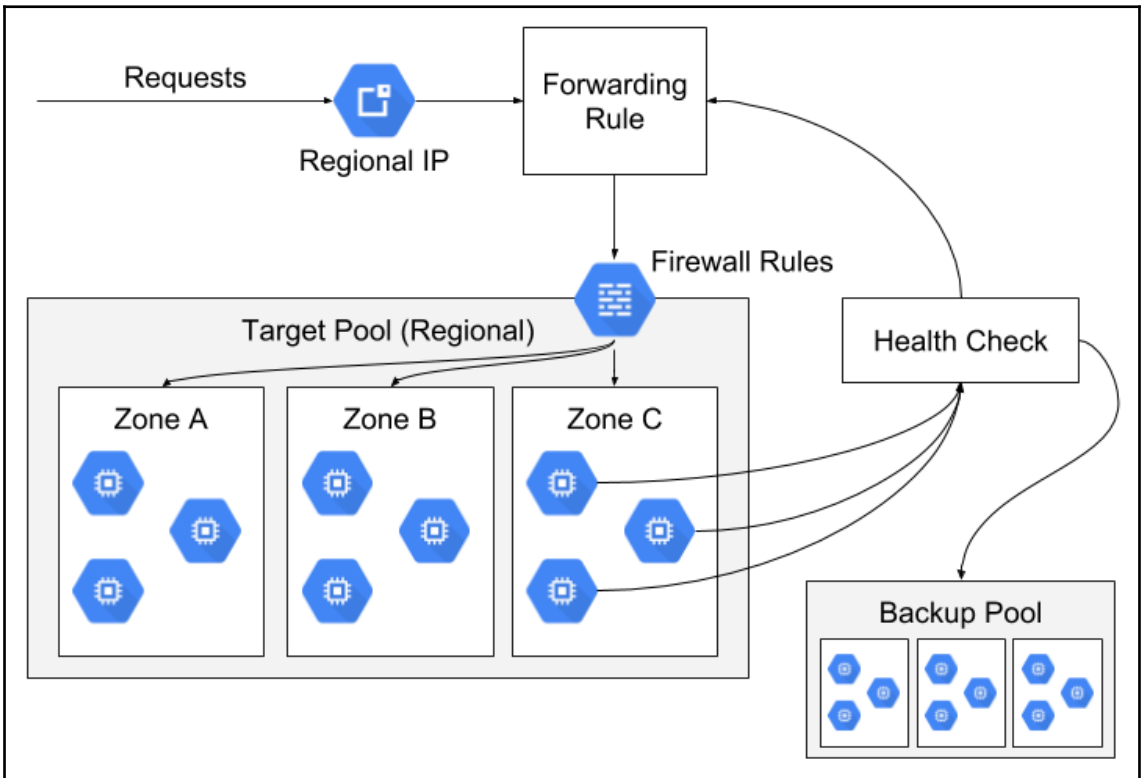 Requests
Regional IP
Forwarding
Rule
Firewall Rules
Target Pool (Regional)
Health Check
Zone A
Zone B
Zone C
Backup Pool